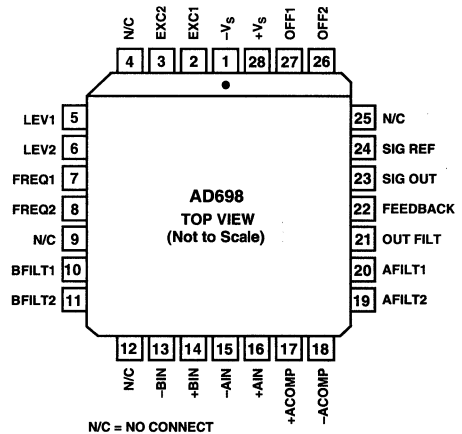 N/C EXC2 EXC1 –VS +VS OFF1 OFF2
4 3 2 1 28 27 26
LEV1 5
LEV2 6
FREQ1 7
FREQ2 8
N/C 9
BFILT1 10
BFILT2 11
AD698
TOP VIEW
(Not to Scale)
25 N/C
24 SIG REF
23 SIG OUT
22 FEEDBACK
21 OUT FILT
20 AFILT1
19 AFILT2
12 13 14 15 16 17 18
N/C –BIN +BIN –AIN +AIN +ACOMP –ACOMP
N/C = NO CONNECT